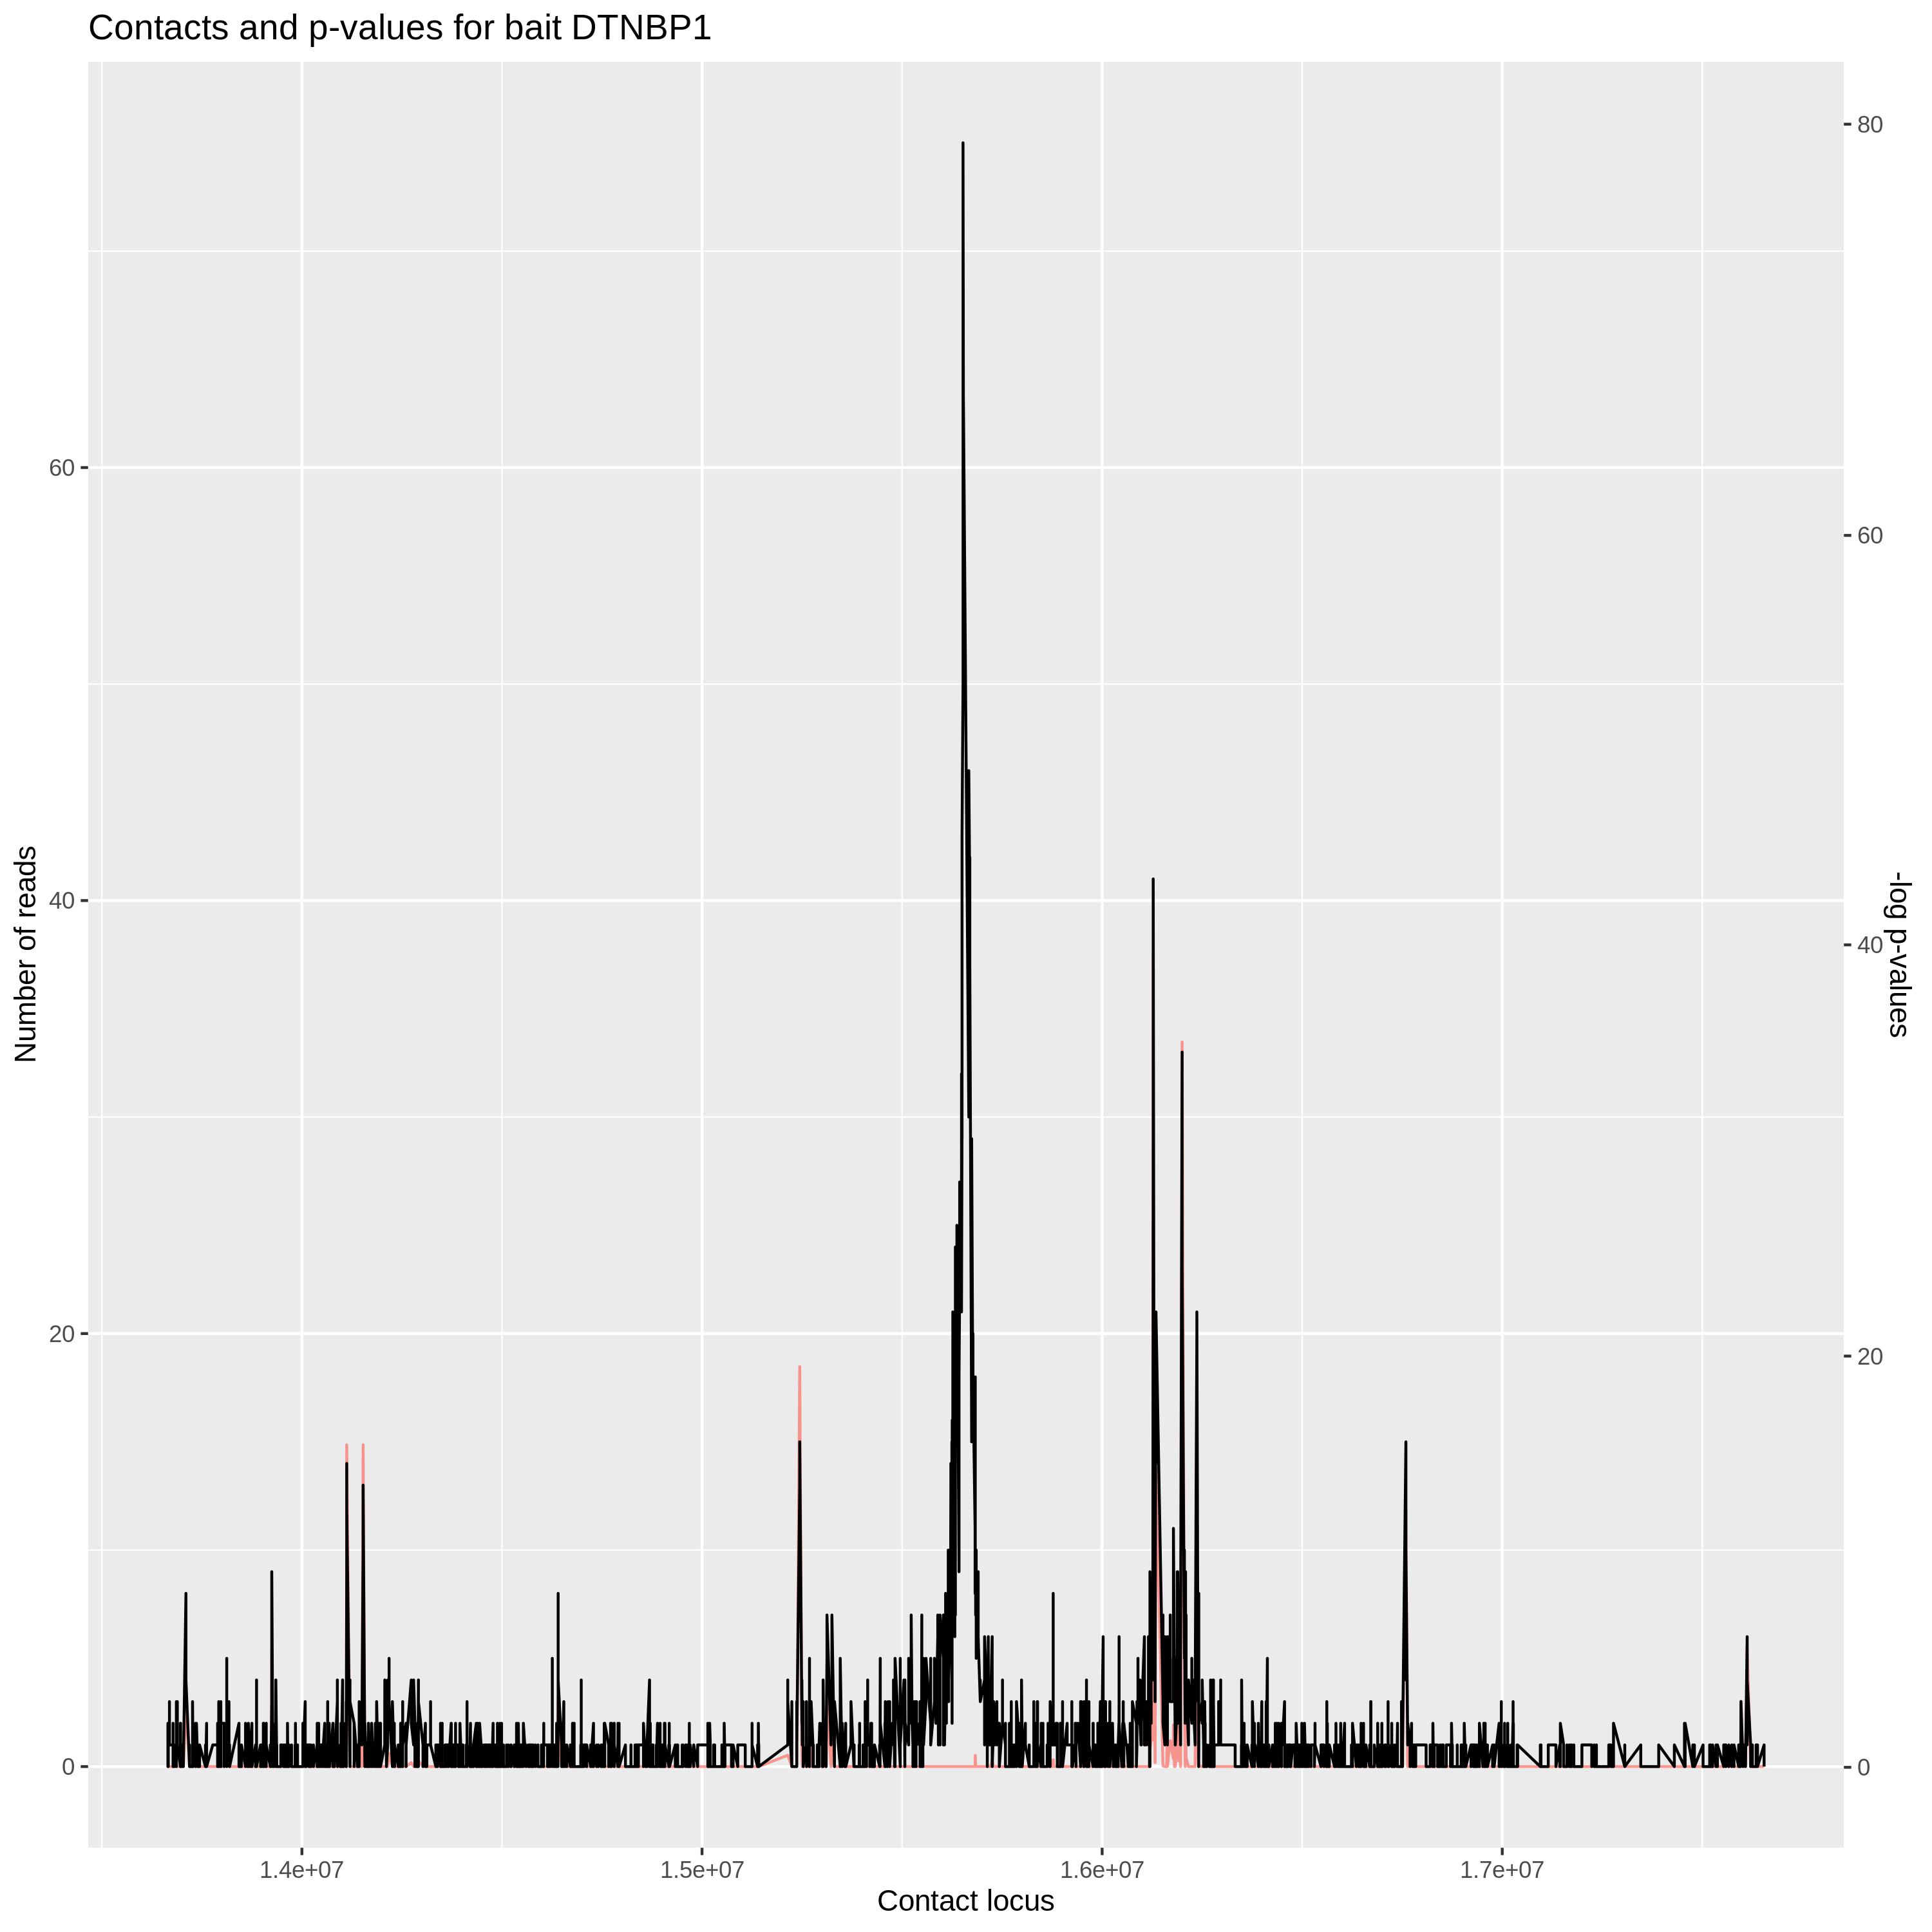 Contacts and p-values for bait DTNBP1
80
60
60
40
40
20
20
0
0
Number of reads
-log p-values
1.4e+07 1.5e+07 1.6e+07 1.7e+07
Contact locus